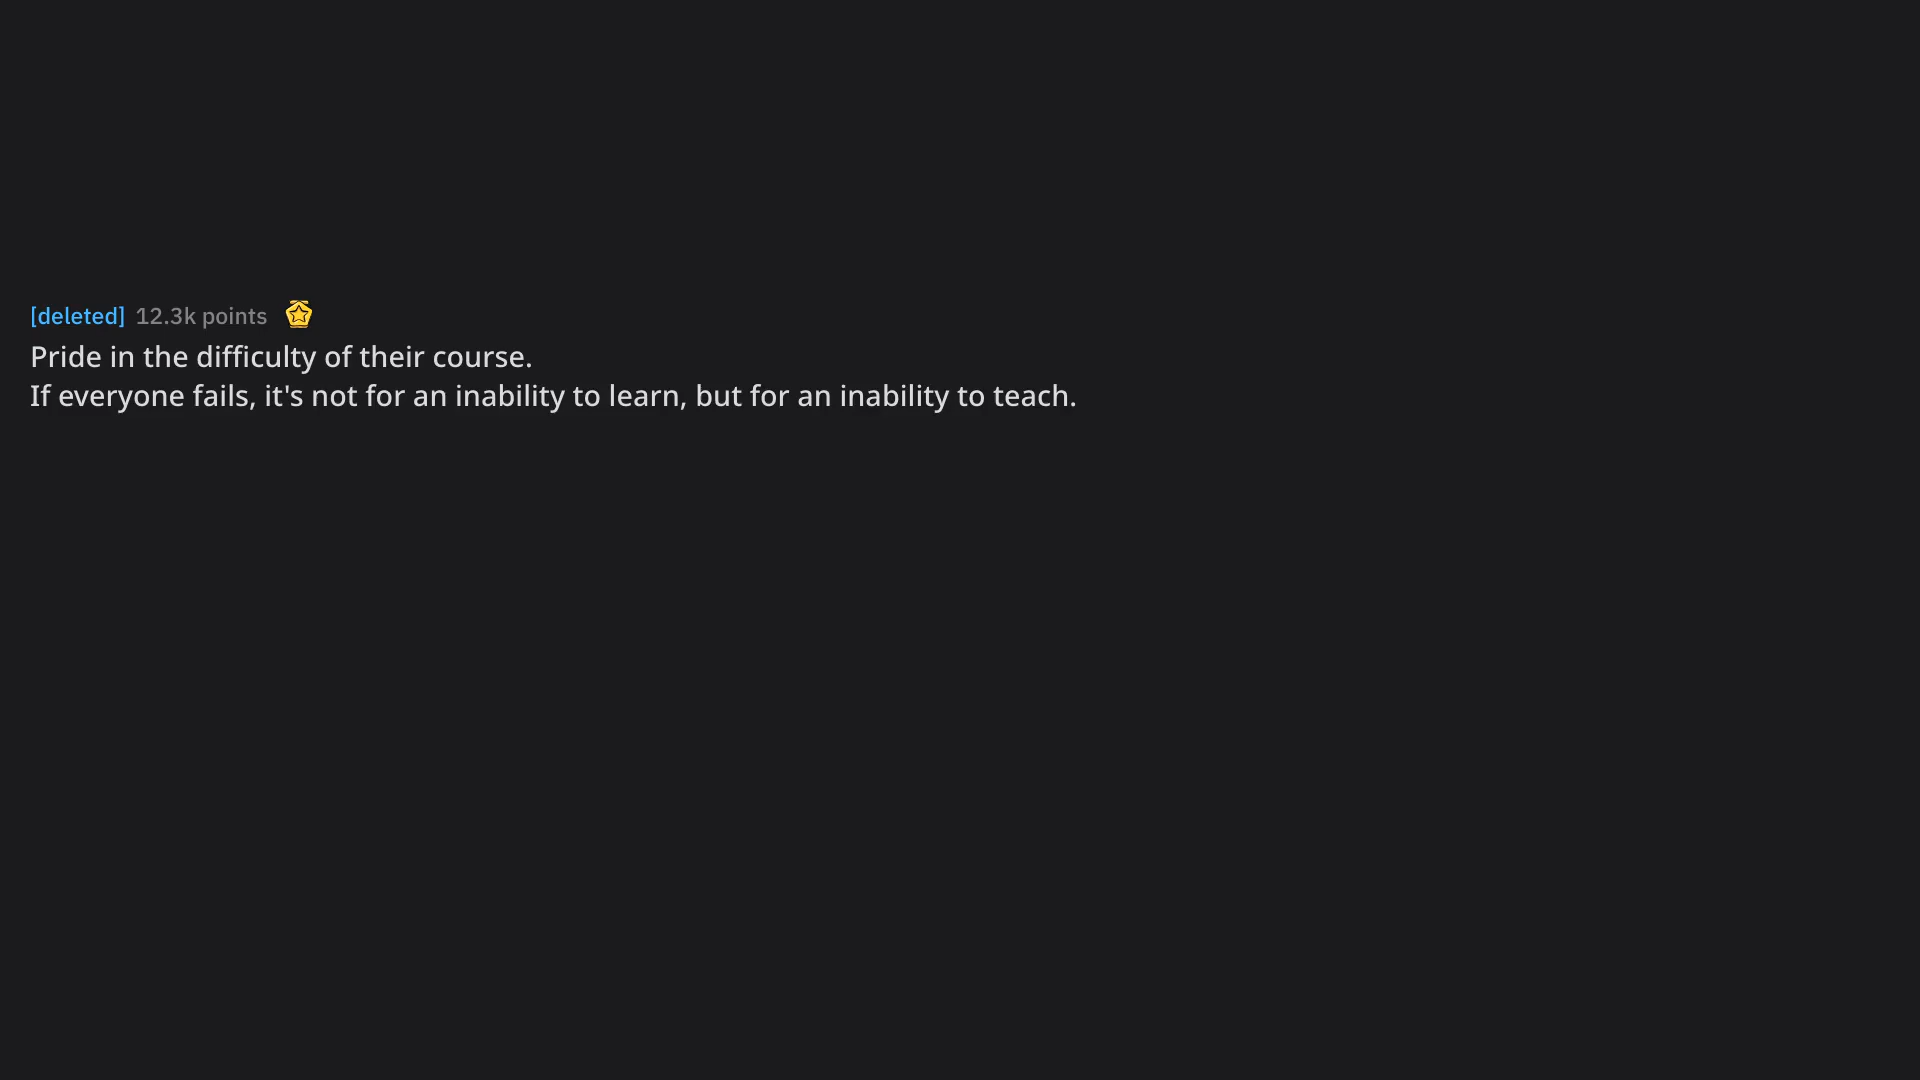 [deleted] 12.3k points
Pride in the difficulty of their course.
If everyone fails, it's not for an inability to learn, but for an inability to teach.